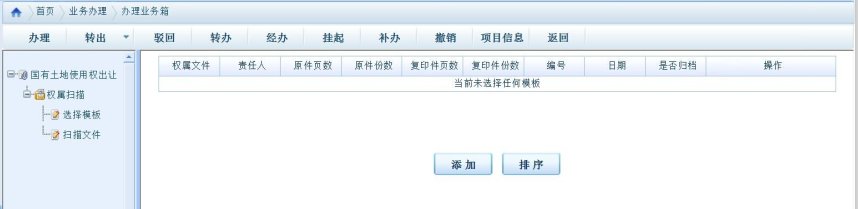 首页 业务办理 办理业务箱
办理 转出 驳回 转办 经办 挂起 补办 撤销 项目信息 返回
国有土地使用权出让
权属扫描
选择模板
扫描文件
权属文件 责任人 原件页数 原件份数 复印件页数 复印件份数 编号 日期 是否归档 操作
当前未选择任何模板
添加 排序